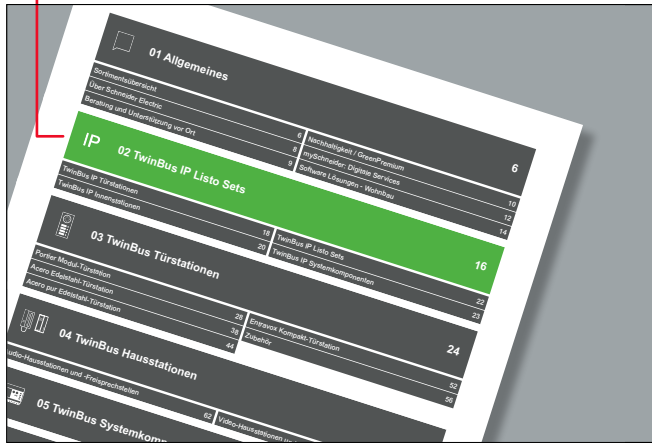 01 Allgemeines
6
Sortimentsübersicht 6
Über Schneider Electric 8
Beratung und Unterstützung vor Ort 9
Nachhaltigkeit / GreenPremium 10
mySchneider: Digitale Services 12
Software Lösungen - Wohnbau 14
IP 02 TwinBus IP Listo Sets
16
TwinBus IP Türstationen 18
TwinBus IP Innenstationen 20
TwinBus IP Listo Sets 22
TwinBus IP Systemkomponenten 23
03 TwinBus Türstationen
24
Portier Modul-Türstation 28
Acero Edelstahl-Türstation 38
Acero pur Edelstahl-Türstation 44
Entravox Kompakt-Türstation 52
Zubehör 56
04 TwinBus Hausstationen
Audio-Hausstationen und -Freisprechstellen 62
Video-Hausstationen
05 TwinBus